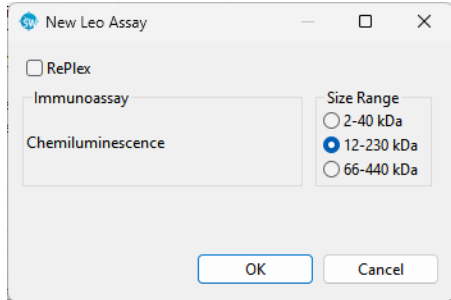 New Leo Assay
RePlex
Immunoassay
Chemiluminescence
Size Range
2-40 kDa
12-230 kDa
66-440 kDa
OK
Cancel